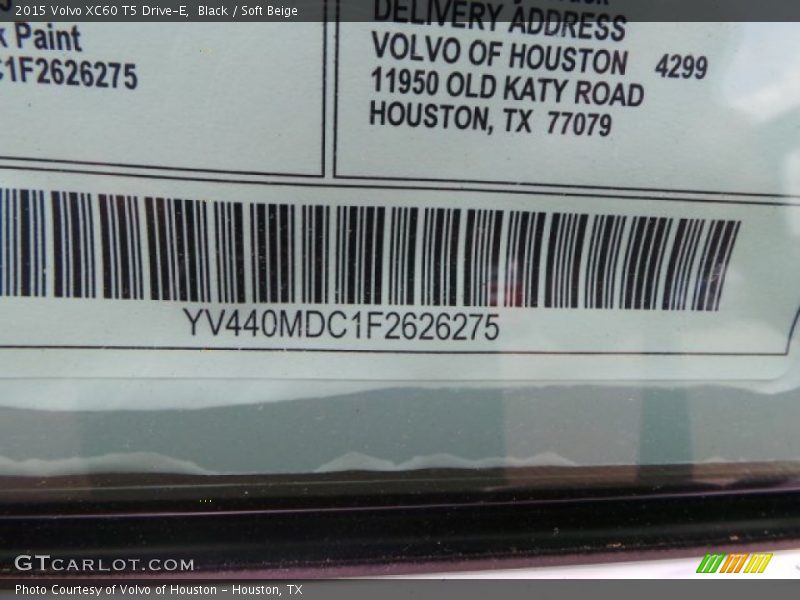 2015 Volvo XC60 T5 Drive-E, Black / Soft Beige
Paint
C1F2626275
DELIVERY ADDRESS
VOLVO OF HOUSTON 4299
11950 OLD KATY ROAD
HOUSTON, TX 77079
YV440MDC1F2626275
GTCARLOT.COM
Photo Courtesy of Volvo of Houston - Houston, TX